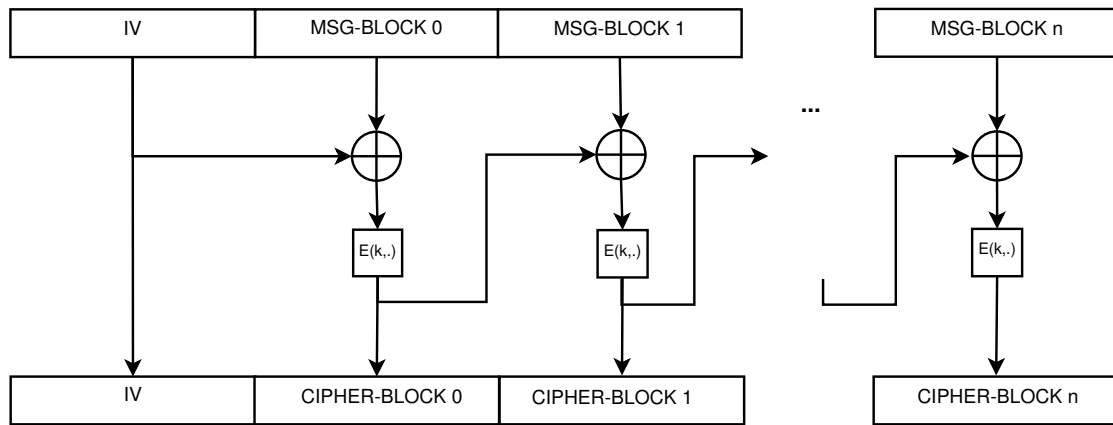 IV
MSG-BLOCK 0
MSG-BLOCK 1
MSG-BLOCK n
...
E(k,.)
E(k,.)
E(k,.)
IV
CIPHER-BLOCK 0
CIPHER-BLOCK 1
CIPHER-BLOCK n